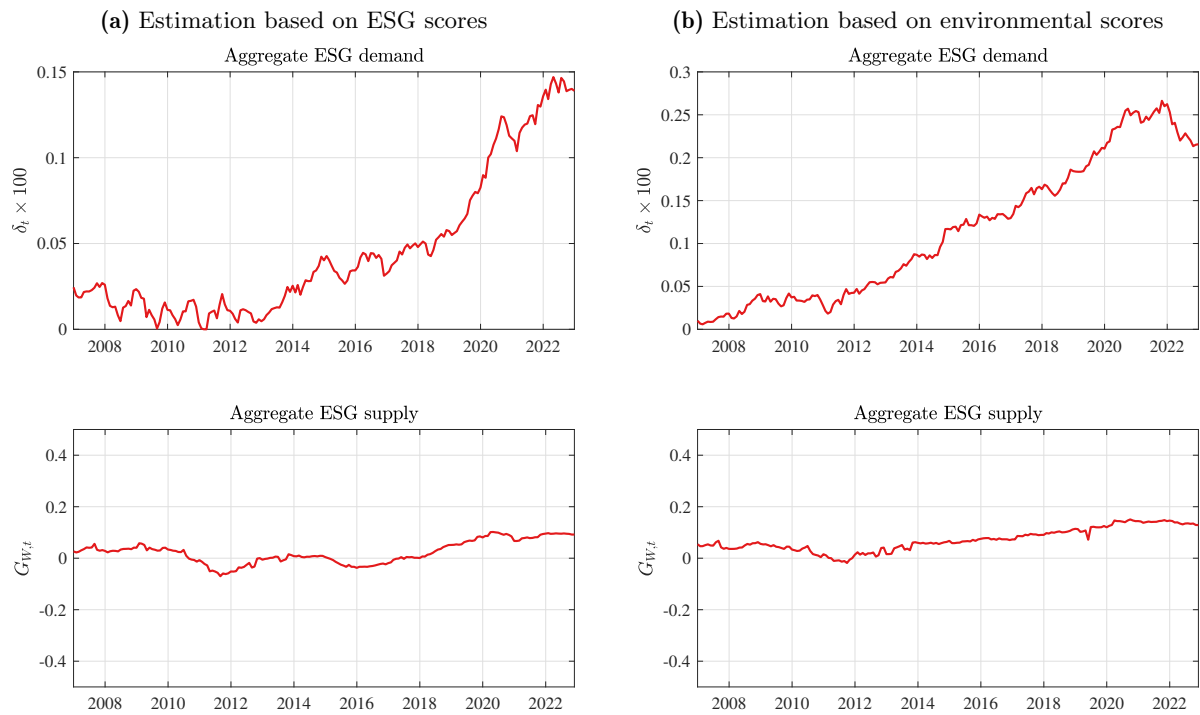 (a) Estimation based on ESG scores
Aggregate ESG demand
0.15
0.1
0.05
0
δt × 100
2008 2010 2012 2014 2016 2018 2020 2022
Aggregate ESG supply
0.4
0.2
0
-0.2
-0.4
GW,t
2008 2010 2012 2014 2016 2018 2020 2022
(b) Estimation based on environmental scores
Aggregate ESG demand
0.3
0.25
0.2
0.15
0.1
0.05
0
δt × 100
2008 2010 2012 2014 2016 2018 2020 2022
Aggregate ESG supply
0.4
0.2
0
-0.2
-0.4
GW,t
2008 2010 2012 2014 2016 2018 2020 2022